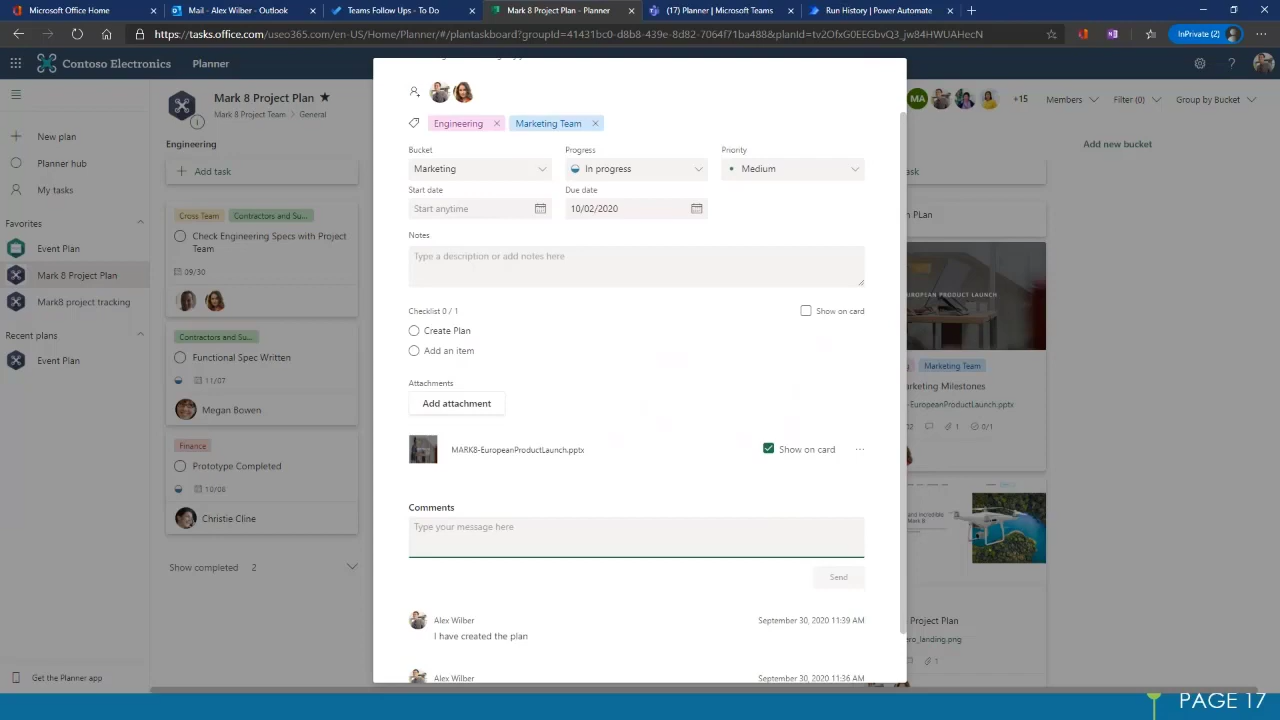 Microsoft Office Home
Mail - Alex Wilber - Outlook
Teams Follow Ups - To Do
Mark 8 Project Plan - Planner
(17) Planner | Microsoft Teams
Run History | Power Automate
https://tasks.office.com/useo365.com/en-US/Home/Planner/#/plantaskboard?groupId=41431bc0-d8b8-439e-8d82-7064f71ba488&planId=tv2OfxG0EEGbvQ3_jw84HWUAHecN
InPrivate (2)
Contoso Electronics
Planner
New plan
Planner hub
My tasks
Favorites
Event Plan
Mark 8 Project Plan
Mark8 project tracking
Recent plans
Event Plan
Get the Planner app
Mark 8 Project Plan ★
Mark 8 Project Team > General
Engineering
Add task
Cross Team
Contracts and Su...
Check Engineering Specs with Project
Team
09/30
Contracts and Su...
Functional Spec Written
11/07
Megan Bowen
Finance
Prototype Completed
10/08
Christie Cline
Show completed 2
Engineering
Marketing Team
Bucket
Progress
Priority
Marketing
In progress
Medium
Start date
Due date
Start anytime
10/02/2020
Notes
Type a description or add notes here
Checklist 0 / 1
Show on card
Create Plan
Add an item
Attachments
Add attachment
MARK8-EuropeanProductLaunch.pptx
Show on card
Comments
Type your message here
Send
Alex Wilber
September 30, 2020 11:39 AM
I have created the plan
Alex Wilber
September 30, 2020 11:36 AM
MA
+15
Members
Filter (0)
Group by Bucket
Add new bucket
ask
n Plan
UROPEAN PRODUCT LAUNCH
Marketing Team
rketing Milestones
-EuropeanProductLaunch.pptx
1
0/1
Project Plan
ero_landing.png
1
PAGE 17